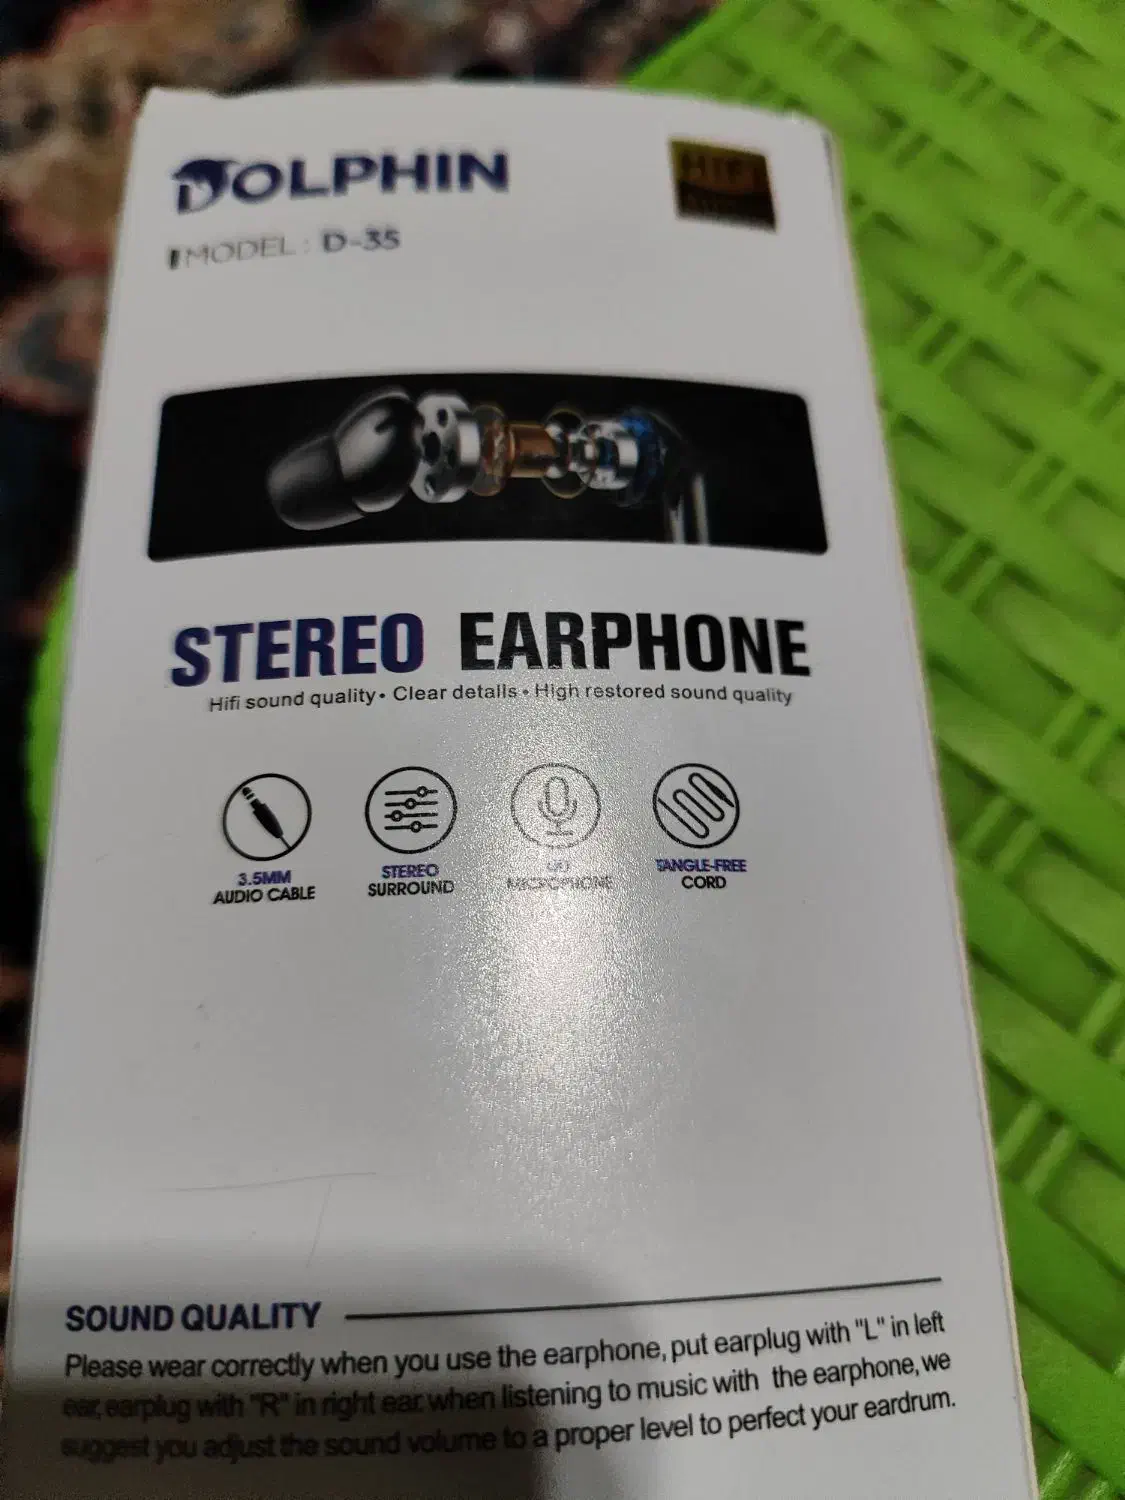 DOLPHIN
MODEL : D-35
STEREO EARPHONE
Hifi sound quality • Clear details • High restored sound quality
3.5MM
AUDIO CABLE
STEREO
SURROUND
MICROPHONE
TANGLE-FREE
CORD
SOUND QUALITY
Please wear correctly when you use the earphone, put earplug with "L" in left
ear, earplug with "R" in right ear when listening to music with the earphone, we
suggest you adjust the sound volume to a proper level to perfect your eardrum.